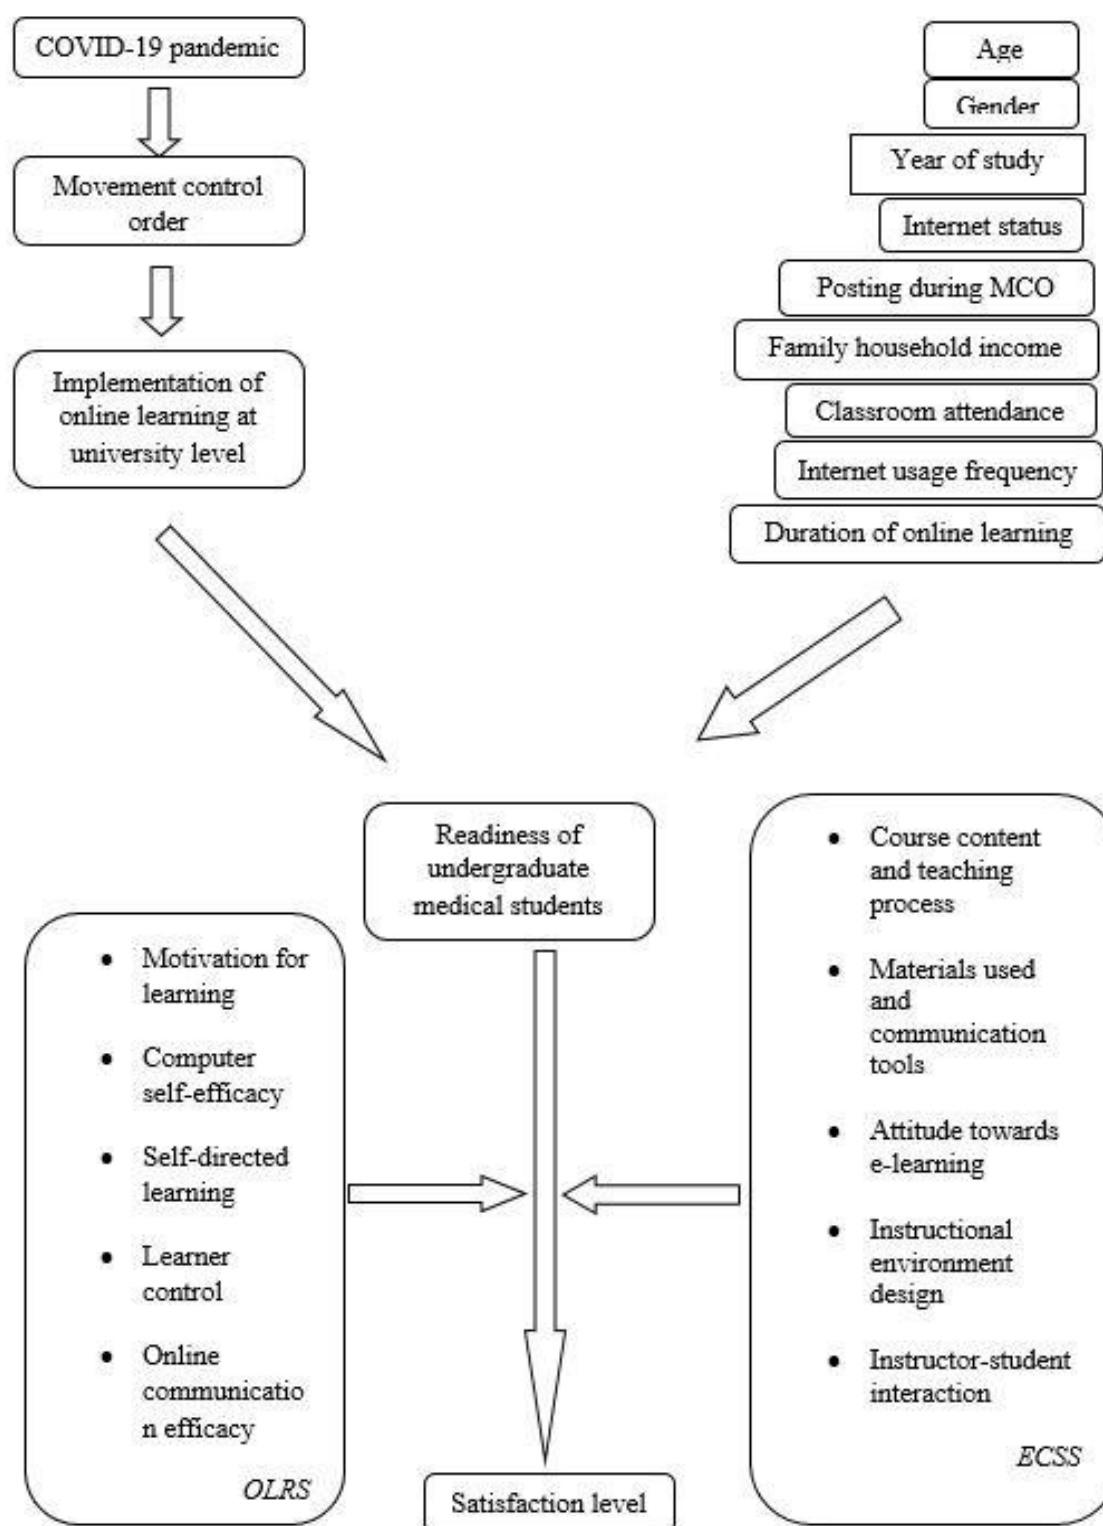 COVID-19 pandemic
Movement control
order
Implementation of
online learning at
university level
Age
Gender
Year of study
Internet status
Posting during MCO
Family household income
Classroom attendance
Internet usage frequency
Duration of online learning
Readiness of
undergraduate
medical students
● Motivation for
learning
● Computer
self-efficacy
● Self-directed
learning
● Learner
control
● Online
communicatio
n efficacy
OLRS
● Course content
and teaching
process
● Materials used
and
communication
tools
● Attitude towards
e-learning
● Instructional
environment
design
● Instructor-student
interaction
ECSS
Satisfaction level